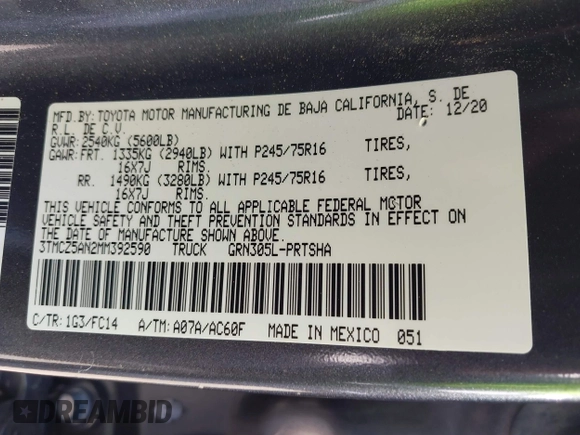 MFD.BY:TOYOTA MOTOR MANUFACTURING DE BAJA CALIFORNIA, S. DE
R.L. DE C.V. DATE: 12/20
GVWR:2540KG (5600LB)
GAWR:FRT. 1335KG (2940LB) WITH P245/75R16 TIRES,
16X7J RIMS.
RR. 1490KG (3280LB) WITH P245/75R16 TIRES,
16X7J RIMS.
THIS VEHICLE CONFORMS TO ALL APPLICABLE FEDERAL MOTOR
VEHICLE SAFETY AND THEFT PREVENTION STANDARDS IN EFFECT ON
THE DATE OF MANUFACTURE SHOWN ABOVE.
3TMCZ5AN2MM392590 TRUCK GRN305L-PRTSHA
C/TR:1G3/FC14 A/TM:A07A/AC60F MADE IN MEXICO 051
DREAMBID